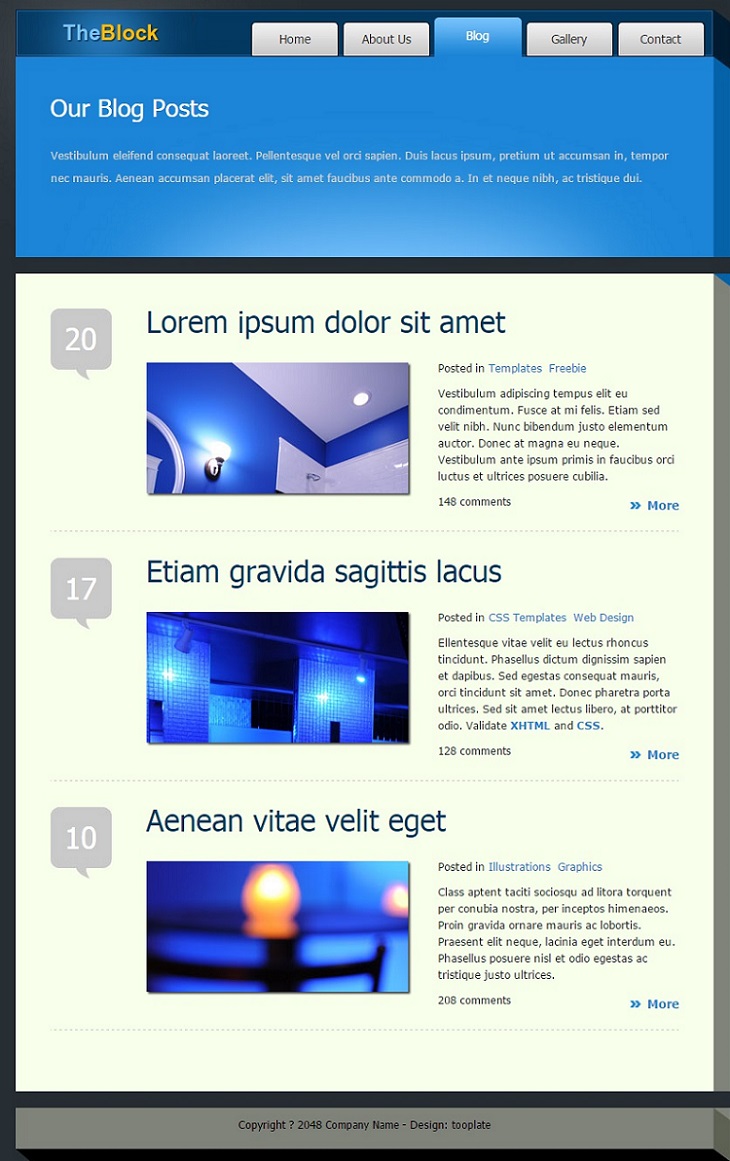 TheBlock
Home
About Us
Blog
Gallery
Contact
Our Blog Posts
Vestibulum eleifend consequat laoreet. Pellentesque vel orci sapien. Duis lacus ipsum, pretium ut accumsan in, tempor
nec mauris. Aenean accumsan placerat elit, sit amet faucibus ante commodo a. In et neque nibh, ac tristique dui.
20
Lorem ipsum dolor sit amet
Posted in Templates Freebie
Vestibulum adipiscing tempus elit eu
condimentum. Fusce at mi felis. Etiam sed
velit nibh. Nunc bibendum justo elementum
auctor. Donec at magna eu neque.
Vestibulum ante ipsum primis in faucibus orci
luctus et ultrices posuere cubilia.
148 comments
More
17
Etiam gravida sagittis lacus
Posted in CSS Templates Web Design
Ellentesque vitae velit eu lectus rhoncus
tincidunt. Phasellus dictum dignissim sapien
et dapibus. Sed egestas consequat mauris,
orci tincidunt sit amet. Donec pharetra porta
ultrices. Sed sit amet lectus libero, at porttitor
odio. Validate XHTML and CSS.
128 comments
More
10
Aenean vitae velit eget
Posted in Illustrations Graphics
Class aptent taciti sociosqu ad litora torquent
per conubia nostra, per inceptos himenaeos.
Proin gravida ornare mauris ac lobortis.
Praesent elit neque, lacinia eget interdum eu.
Phasellus posuere nisl et odio egestas ac
tristique justo ultrices.
208 comments
More
Copyright ? 2048 Company Name - Design: tooplate